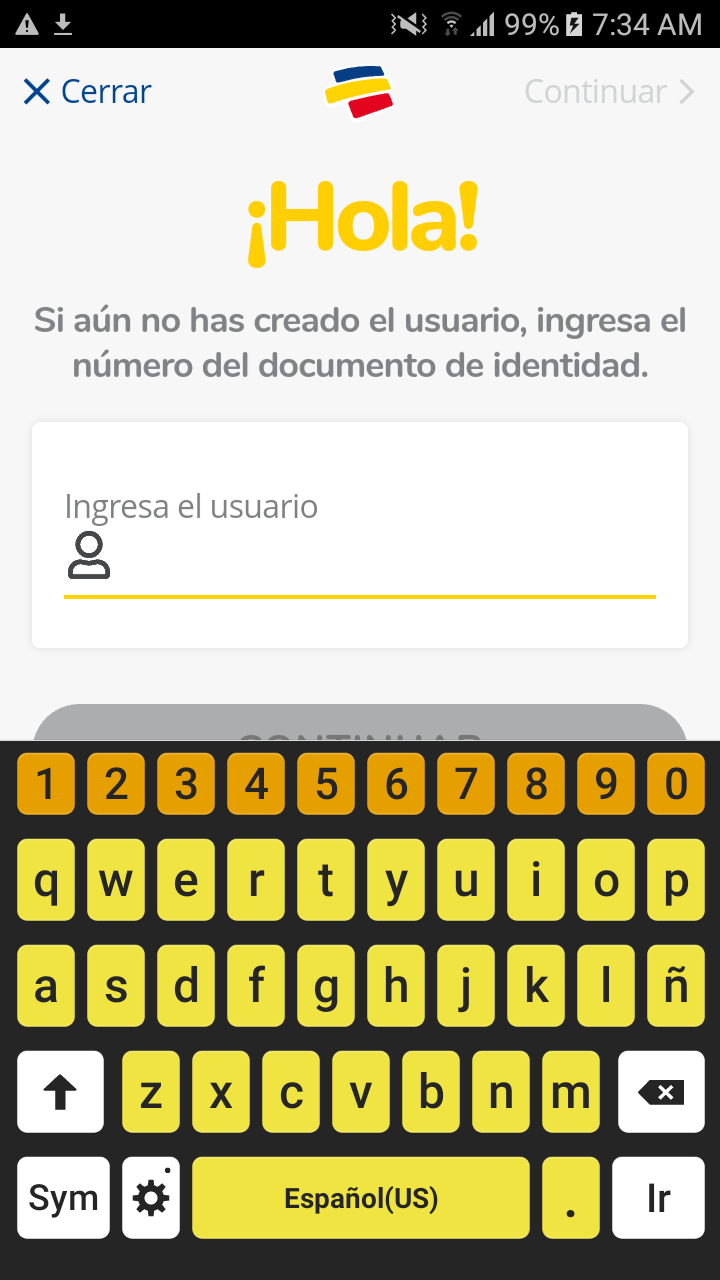 99% 7:34 AM
Cerrar
Continuar
¡Hola!
Si aún no has creado el usuario, ingresa el
número del documento de identidad.
Ingresa el usuario
CONTINUAR
1 2 3 4 5 6 7 8 9 0
q w e r t y u i o p
a s d f g h j k l ñ
z x c v b n m
Sym Español(US) . Ir